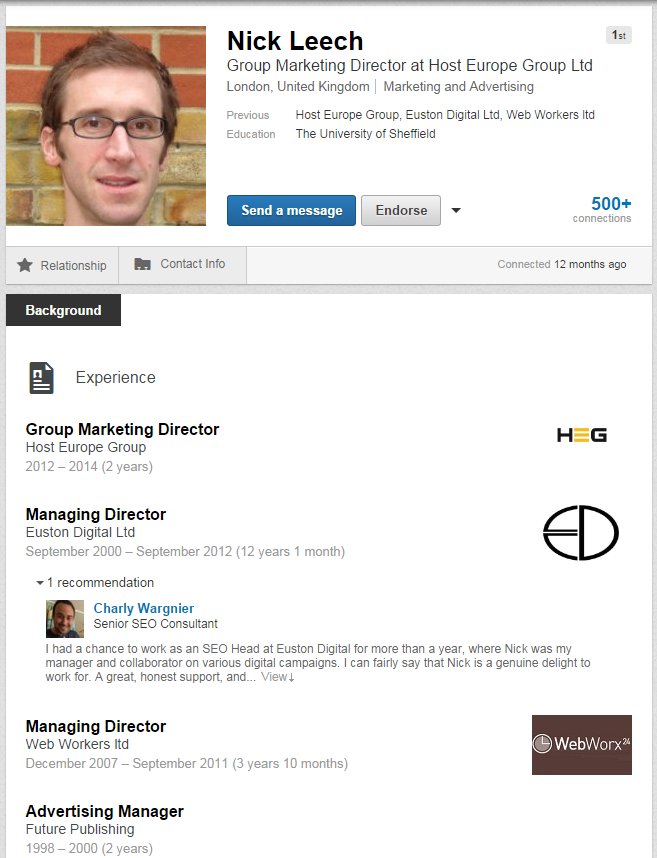 Nick Leech
1st
Group Marketing Director at Host Europe Group Ltd
London, United Kingdom | Marketing and Advertising
Previous Host Europe Group, Euston Digital Ltd, Web Workers ltd
Education The University of Sheffield
Send a message
Endorse
500+
connections
Relationship
Contact Info
Connected 12 months ago
Background
Experience
Group Marketing Director
HEG
Host Europe Group
2012 – 2014 (2 years)
Managing Director
ED
Euston Digital Ltd
September 2000 – September 2012 (12 years 1 month)
1 recommendation
Charly Wargnier
Senior SEO Consultant
I had a chance to work as an SEO Head at Euston Digital for more than a year, where Nick was my
manager and collaborator on various digital campaigns. I can fairly say that Nick is a genuine delight to
work for. A great, honest support, and... View↓
Managing Director
Web Workers ltd
WebWorx24
December 2007 – September 2011 (3 years 10 months)
Advertising Manager
Future Publishing
1998 – 2000 (2 years)